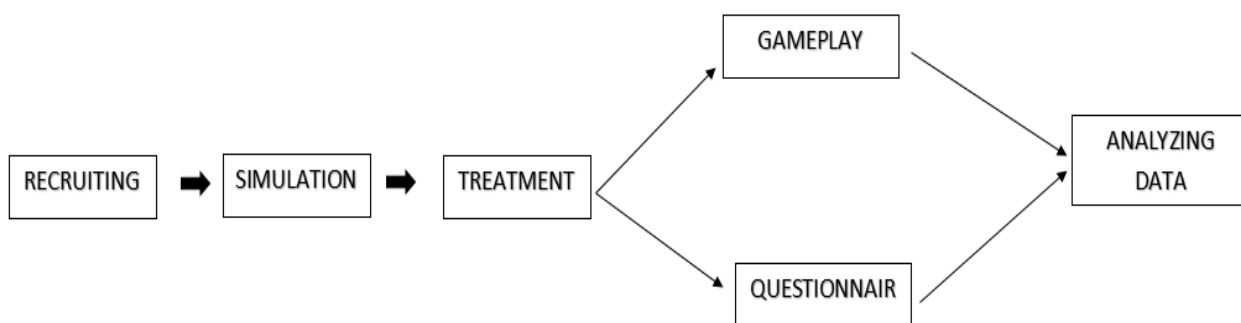 GAMEPLAY
RECRUITING
SIMULATION
TREATMENT
ANALYZING
DATA
QUESTIONNAIR